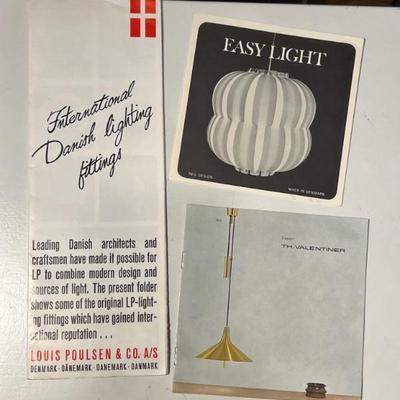 International
Danish lighting
fittings
Leading Danish architects and
craftsmen have made it possible for
LP to combine modern design and
sources of light. The present folder
shows some of the original LP-light-
ing fittings which have gained inter-
national reputation ...
LOUIS POULSEN & CO. A/S
DENMARK · DÄNEMARK · DANEMARK · DANMARK
EASY LIGHT
REG. DESIGN
MADE IN DENMARK
TH. VALENTINER